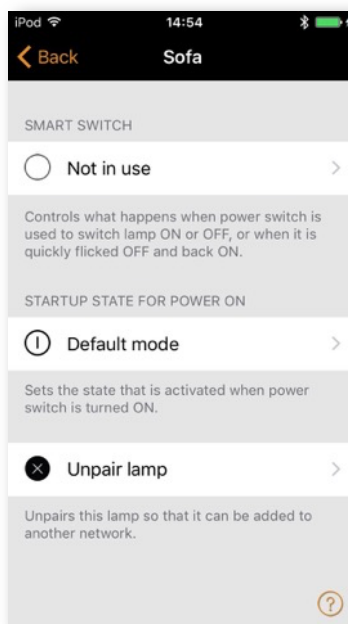 iPod 14:54
Back Sofa
SMART SWITCH
Not in use
Controls what happens when power switch is
used to switch lamp ON or OFF, or when it is
quickly flicked OFF and back ON.
STARTUP STATE FOR POWER ON
Default mode
Sets the state that is activated when power
switch is turned ON.
Unpair lamp
Unpairs this lamp so that it can be added to
another network.
?